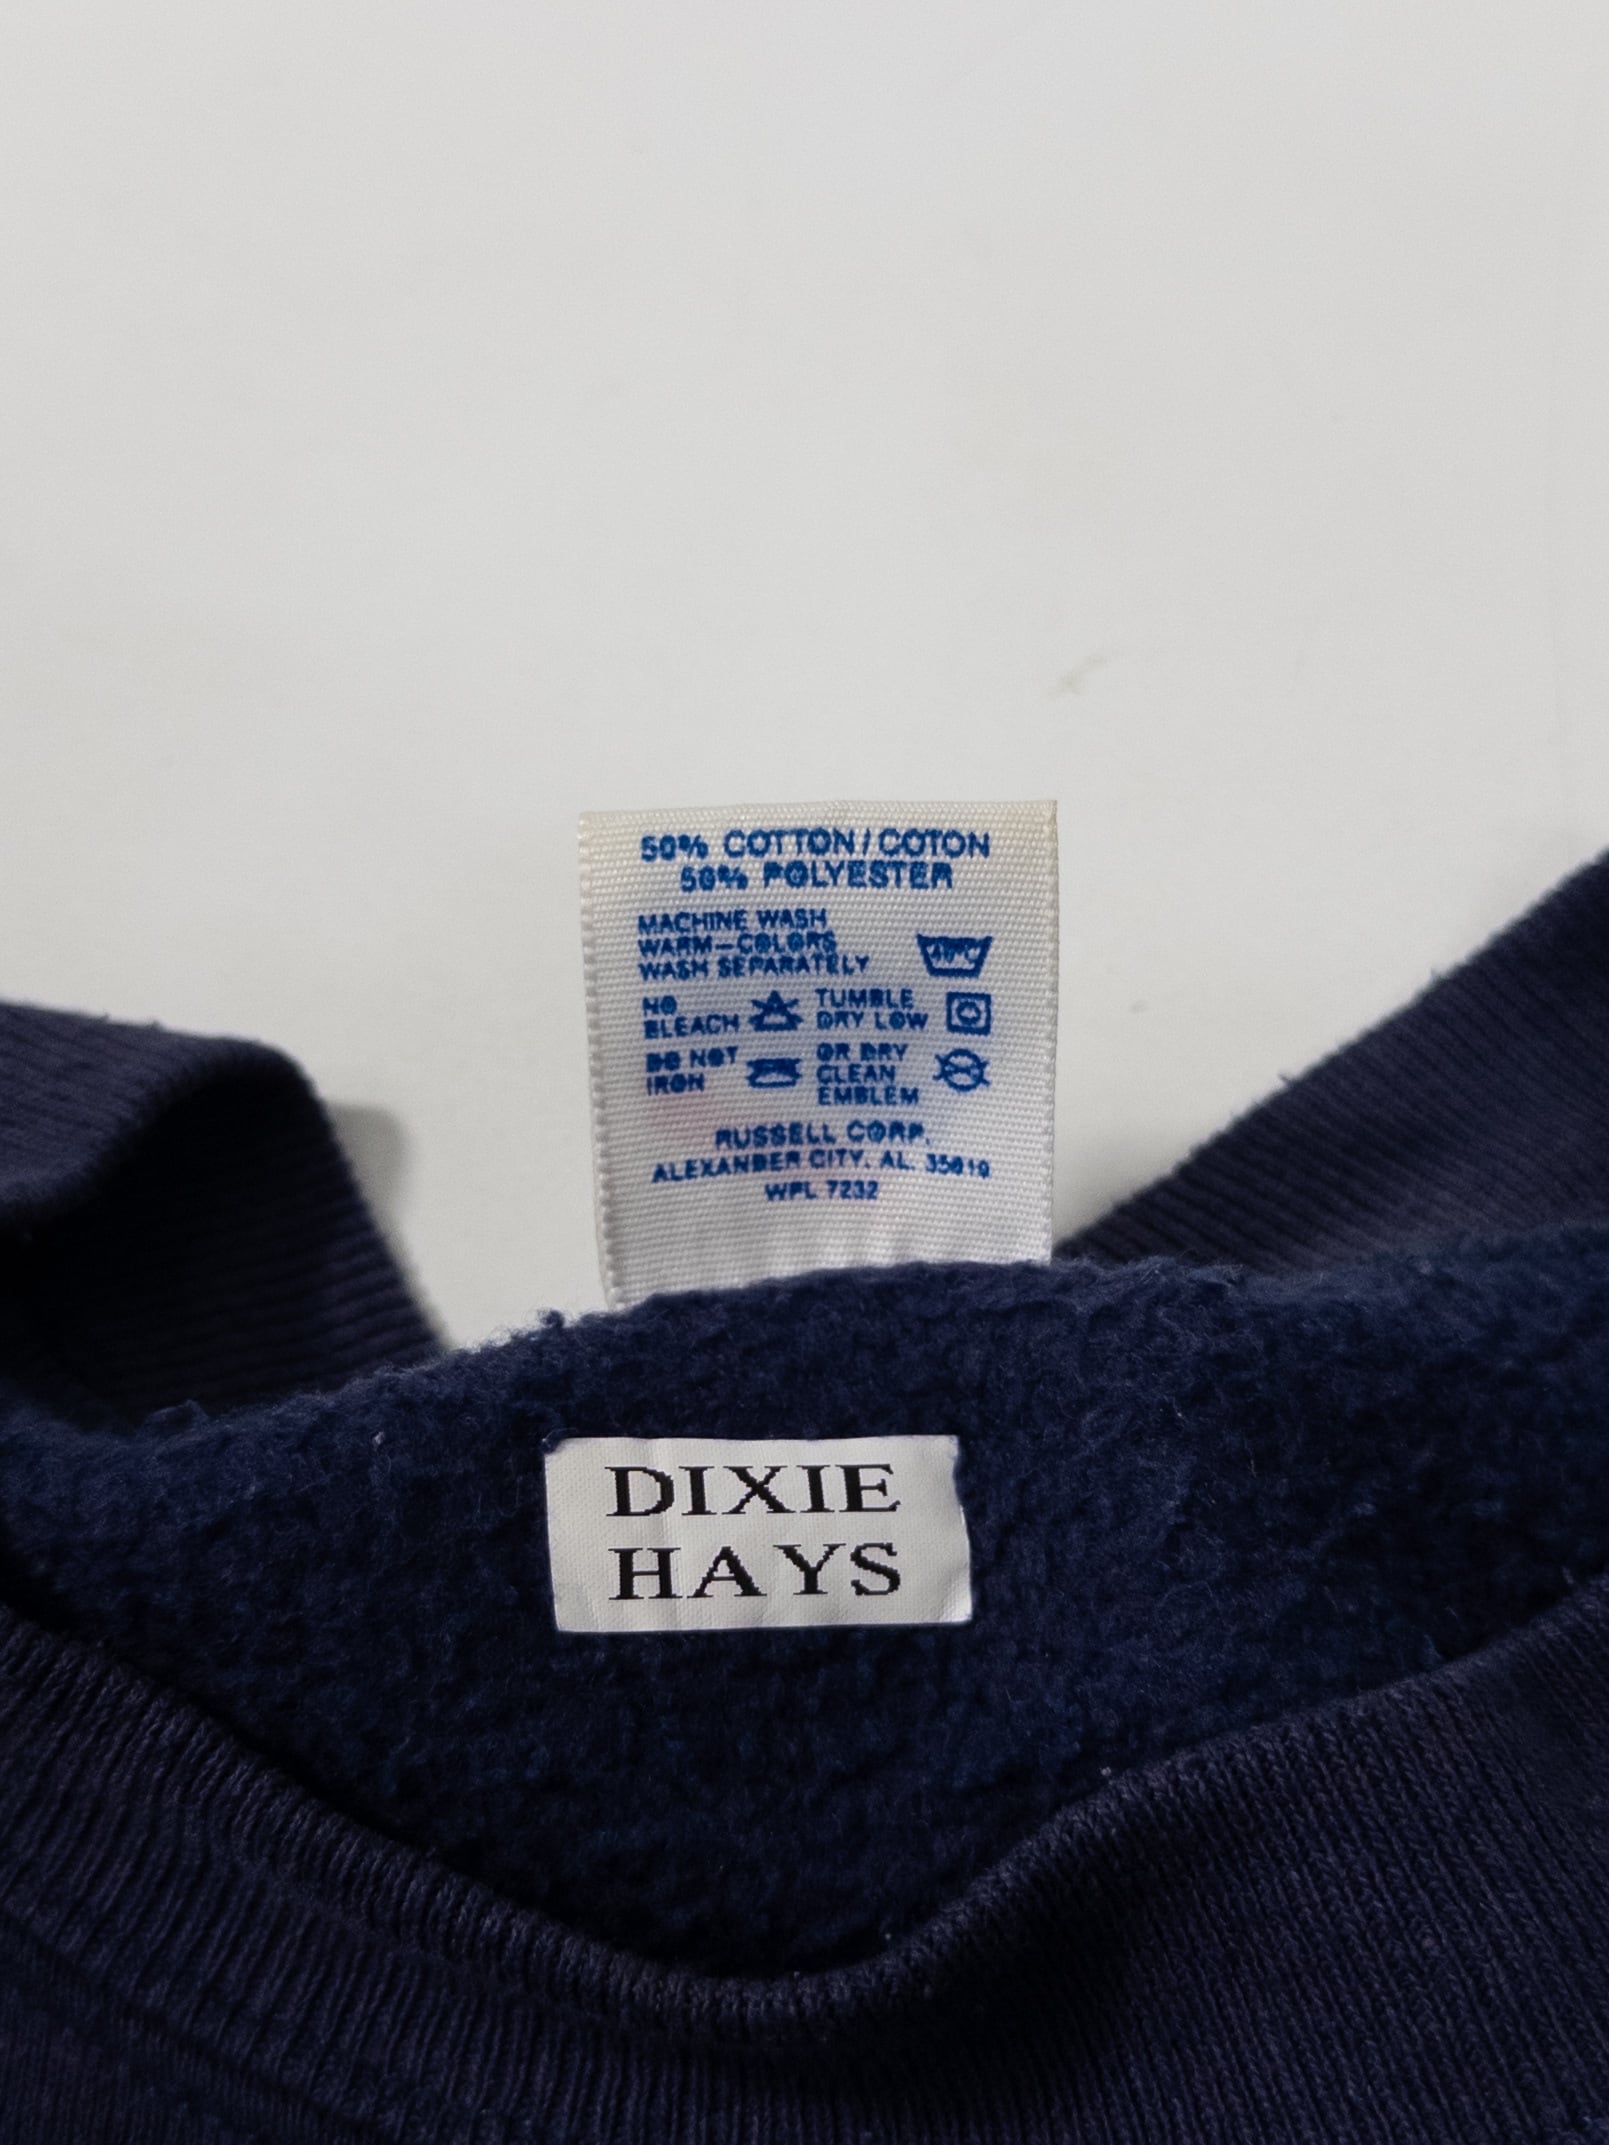 50% COTTON/COTON
50% POLYESTER
MACHINE WASH
WARM-COLORS
WASH SEPARATELY
40°C
NO
BLEACH
TUMBLE
DRY LOW
DO NOT
IRON
OR DRY
CLEAN
EMBLEM
RUSSELL CORP.
ALEXANDER CITY, AL. 35010
WPL 7232
DIXIE
HAYS